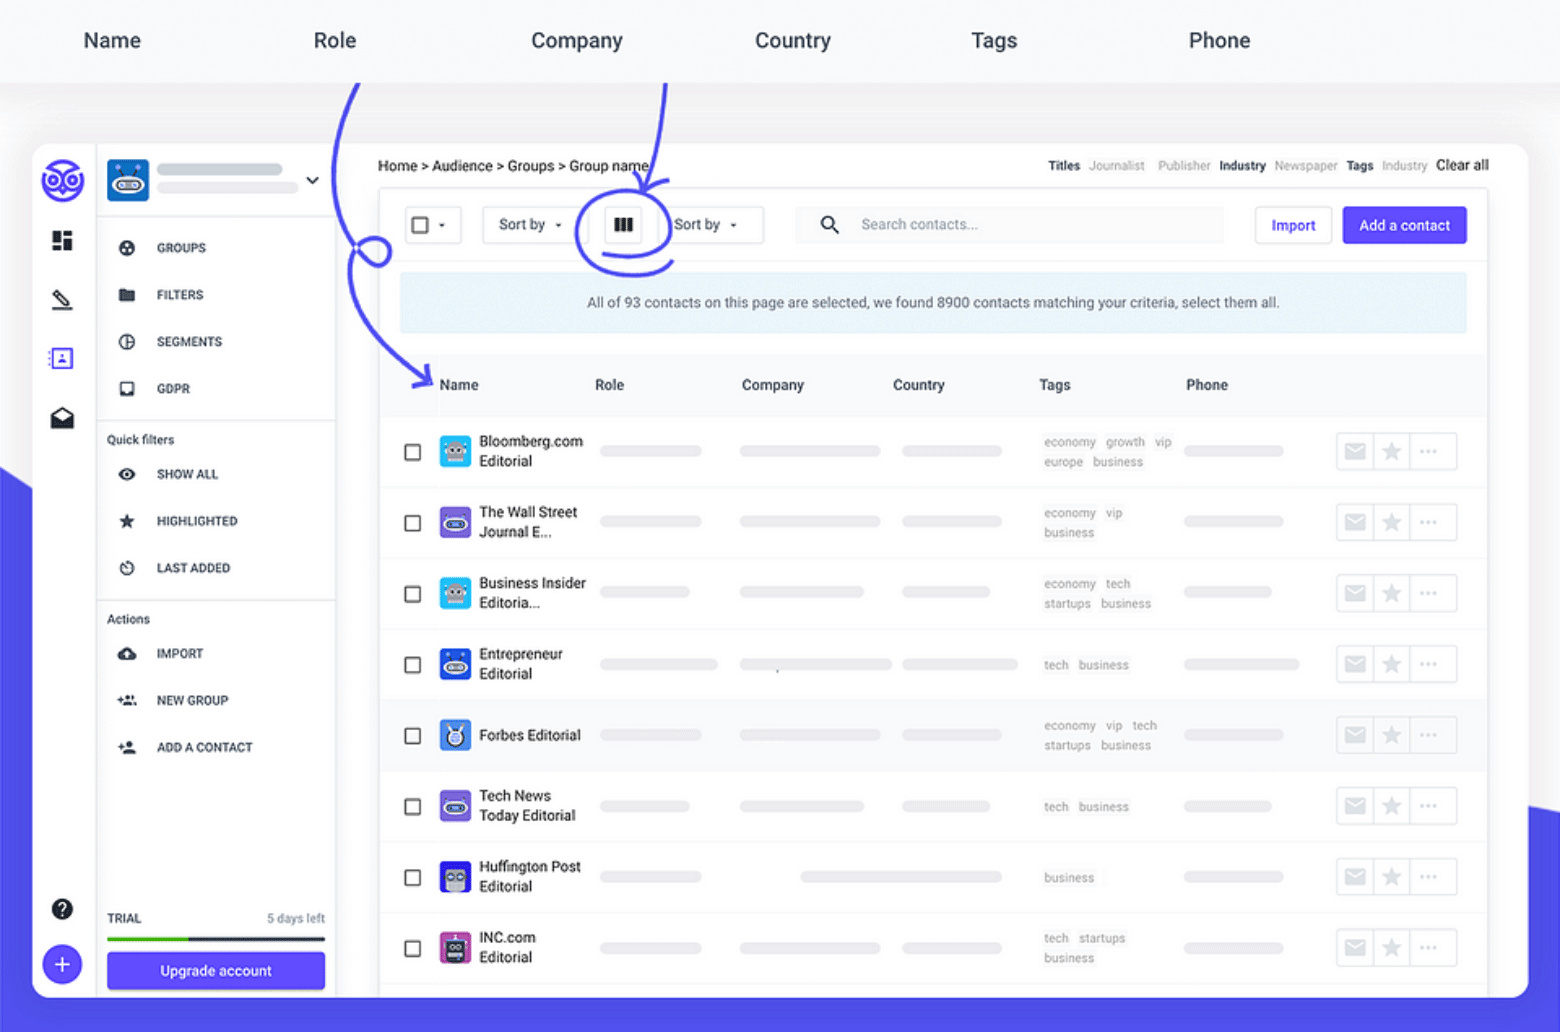 Name Role Company Country Tags Phone
Home > Audience > Groups > Group name
Titles Journalist Publisher Industry Newspaper Tags Industry Clear all
Sort by
Sort by
Search contacts...
Import
Add a contact
All of 93 contacts on this page are selected, we found 8900 contacts matching your criteria, select them all.
GROUPS
FILTERS
SEGMENTS
GDPR
Quick filters
SHOW ALL
HIGHLIGHTED
LAST ADDED
Actions
IMPORT
NEW GROUP
ADD A CONTACT
TRIAL 5 days left
Upgrade account
Name Role Company Country Tags Phone
Bloomberg.com
Editorial
economy growth vip
europe business
The Wall Street
Journal E...
economy vip
business
Business Insider
Editoria...
economy tech
startups business
Entrepreneur
Editorial
tech business
Forbes Editorial
economy vip tech
startups business
Tech News
Today Editorial
tech business
Huffington Post
Editorial
business
INC.com
Editorial
tech startups
business